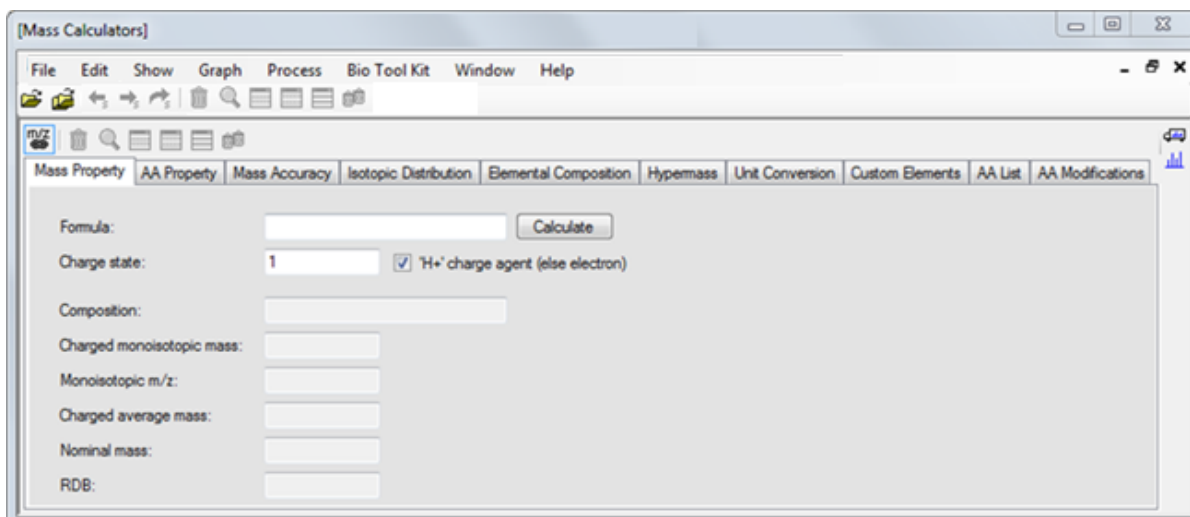 [Mass Calculators]
File Edit Show Graph Process Bio Tool Kit Window Help
m/z
Mass Property AA Property Mass Accuracy Isotopic Distribution Elemental Composition Hypermass Unit Conversion Custom Elements AA List AA Modifications
Formula: Calculate
Charge state: 1 'H+' charge agent (else electron)
Composition:
Charged monoisotopic mass:
Monoisotopic m/z:
Charged average mass:
Nominal mass:
RDB: